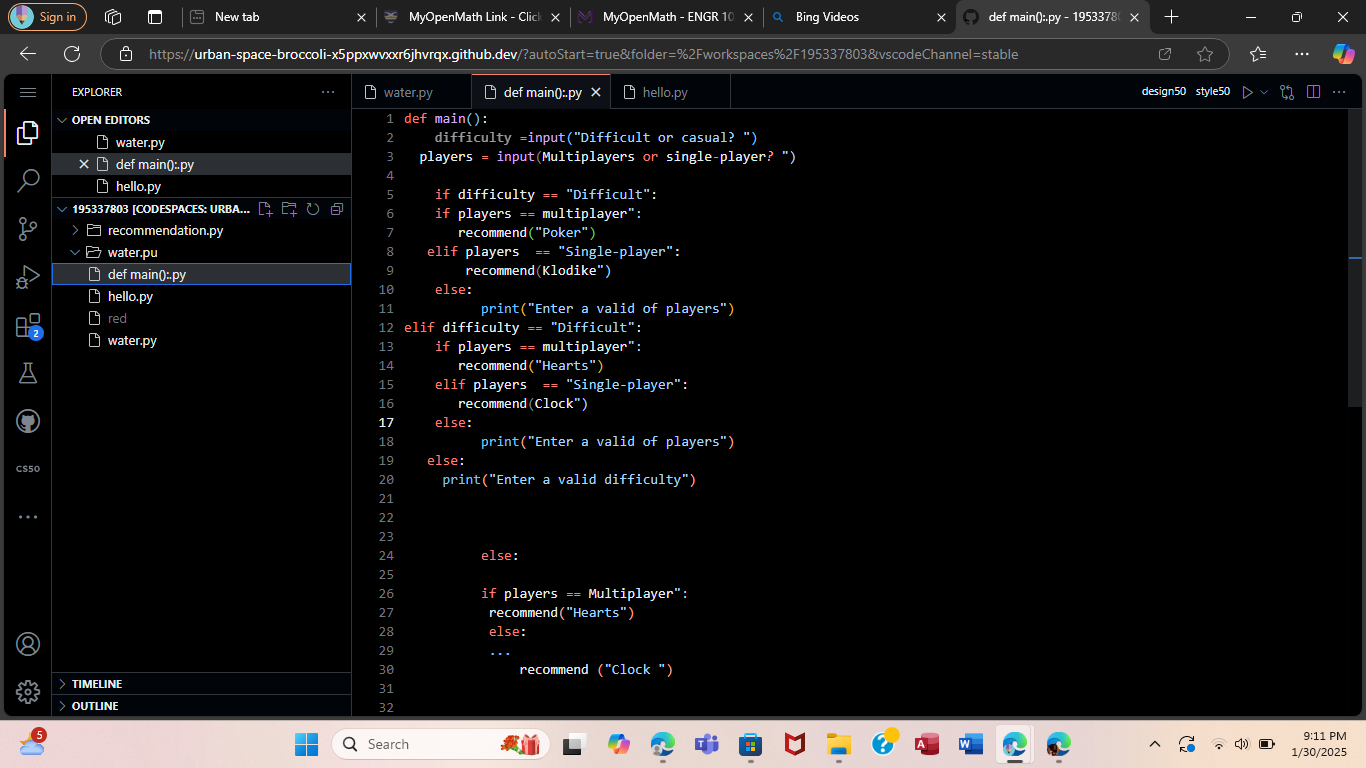 Sign in
New tab
MyOpenMath Link - Click
MyOpenMath - ENGR 10
Bing Videos
def main():.py - 19533780
https://urban-space-broccoli-x5ppxwvxxr6jhvrqx.github.dev/?autoStart=true&folder=%2Fworkspaces%2F195337803&vscodeChannel=stable
EXPLORER
water.py
def main():.py
hello.py
design50
style50
OPEN EDITORS
water.py
def main():.py
hello.py
195337803 [CODESPACES: URBA...
recommendation.py
water.pu
def main():.py
hello.py
red
water.py
2
CS50
TIMELINE
OUTLINE
1 def main():
2 difficulty =input("Difficult or casual? ")
3 players = input(Multiplayers or single-player? ")
4
5 if difficulty == "Difficult":
6 if players == multiplayer":
7 recommend("Poker")
8 elif players  == "Single-player":
9 recommend(Klodike")
10 else:
11 print("Enter a valid of players")
12 elif difficulty == "Difficult":
13 if players == multiplayer":
14 recommend("Hearts")
15 elif players  == "Single-player":
16 recommend(Clock")
17 else:
18 print("Enter a valid of players")
19 else:
20 print("Enter a valid difficulty")
21
22
23
24 else:
25
26 if players == Multiplayer":
27 recommend("Hearts")
28 else:
29 ...
30 recommend ("Clock ")
31
32
5
Search
9:11 PM
1/30/2025